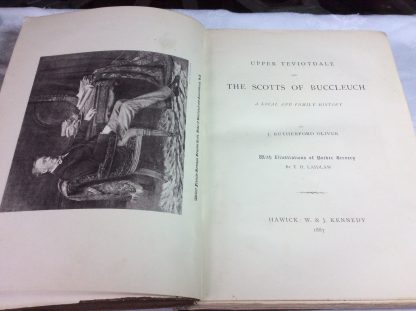 UPPER TEVIOTDALE
AND
THE SCOTTS OF BUCCLEUCH
A LOCAL AND FAMILY HISTORY
BY
J. RUTHERFORD OLIVER
With Illustrations of Border Scenery
BY T. H. LAIDLAW
HAWICK: W. & J. KENNEDY
1887